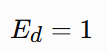 $E_d = 1$